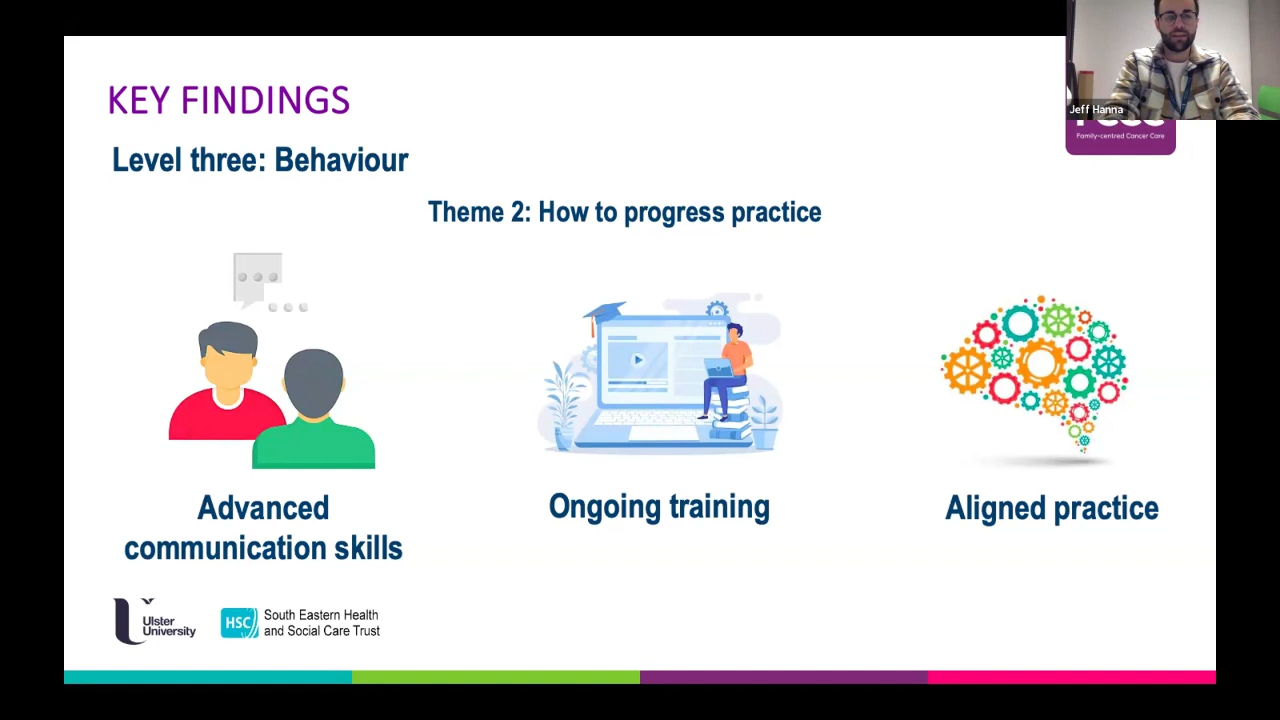 KEY FINDINGS
Jeff Hanna
Family-centred Cancer Care
Level three: Behaviour
Theme 2: How to progress practice
Advanced
communication skills
Ongoing training
Aligned practice
Ulster
University
HSC
South Eastern Health
and Social Care Trust